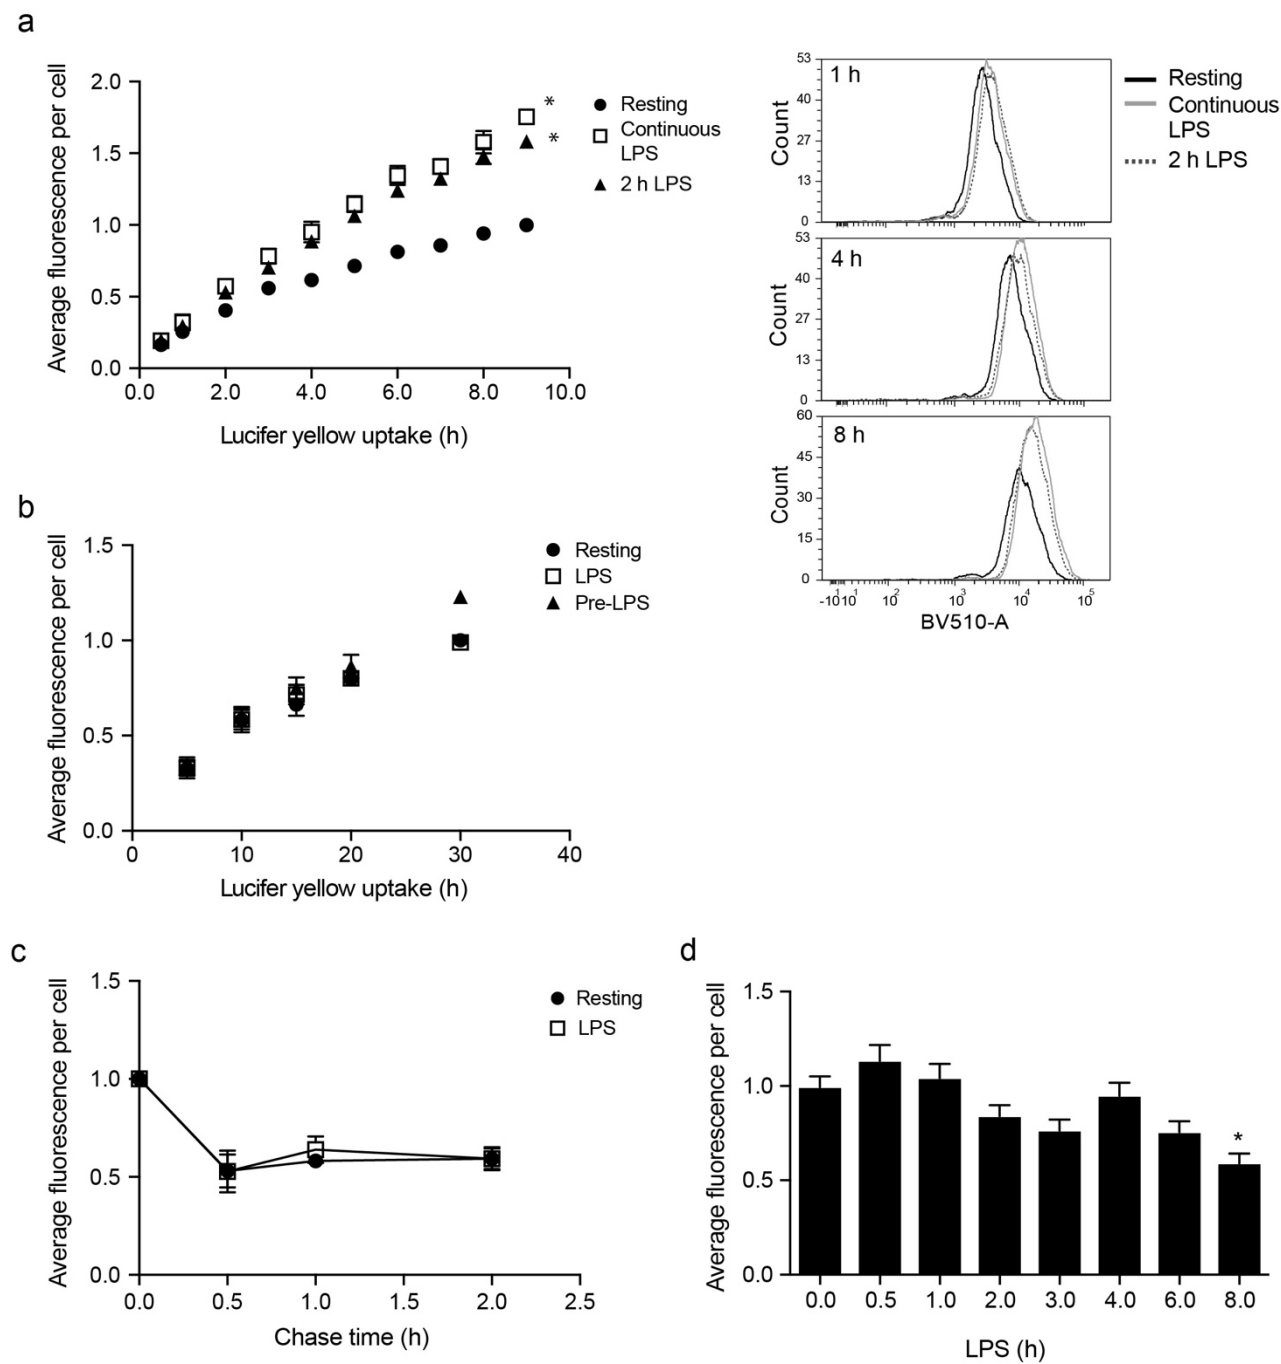 a
Average fluorescence per cell
2.0
1.5
1.0
0.5
0.0
0.0 2.0 4.0 6.0 8.0 10.0
Lucifer yellow uptake (h)
* 
*
Resting
Continuous
LPS
2 h LPS
1 h
Count
53
40
27
13
0
Resting
Continuous
LPS
2 h LPS
4 h
Count
53
40
27
13
0
8 h
Count
60
45
30
15
0
-10 10¹ 10² 10³ 10⁴ 10⁵
BV510-A
b
Average fluorescence per cell
1.5
1.0
0.5
0.0
0 10 20 30 40
Lucifer yellow uptake (h)
Resting
LPS
Pre-LPS
c
Average fluorescence per cell
1.5
1.0
0.5
0.0
0.0 0.5 1.0 1.5 2.0 2.5
Chase time (h)
Resting
LPS
d
Average fluorescence per cell
1.5
1.0
0.5
0.0
*
0.0 0.5 1.0 2.0 3.0 4.0 6.0 8.0
LPS (h)